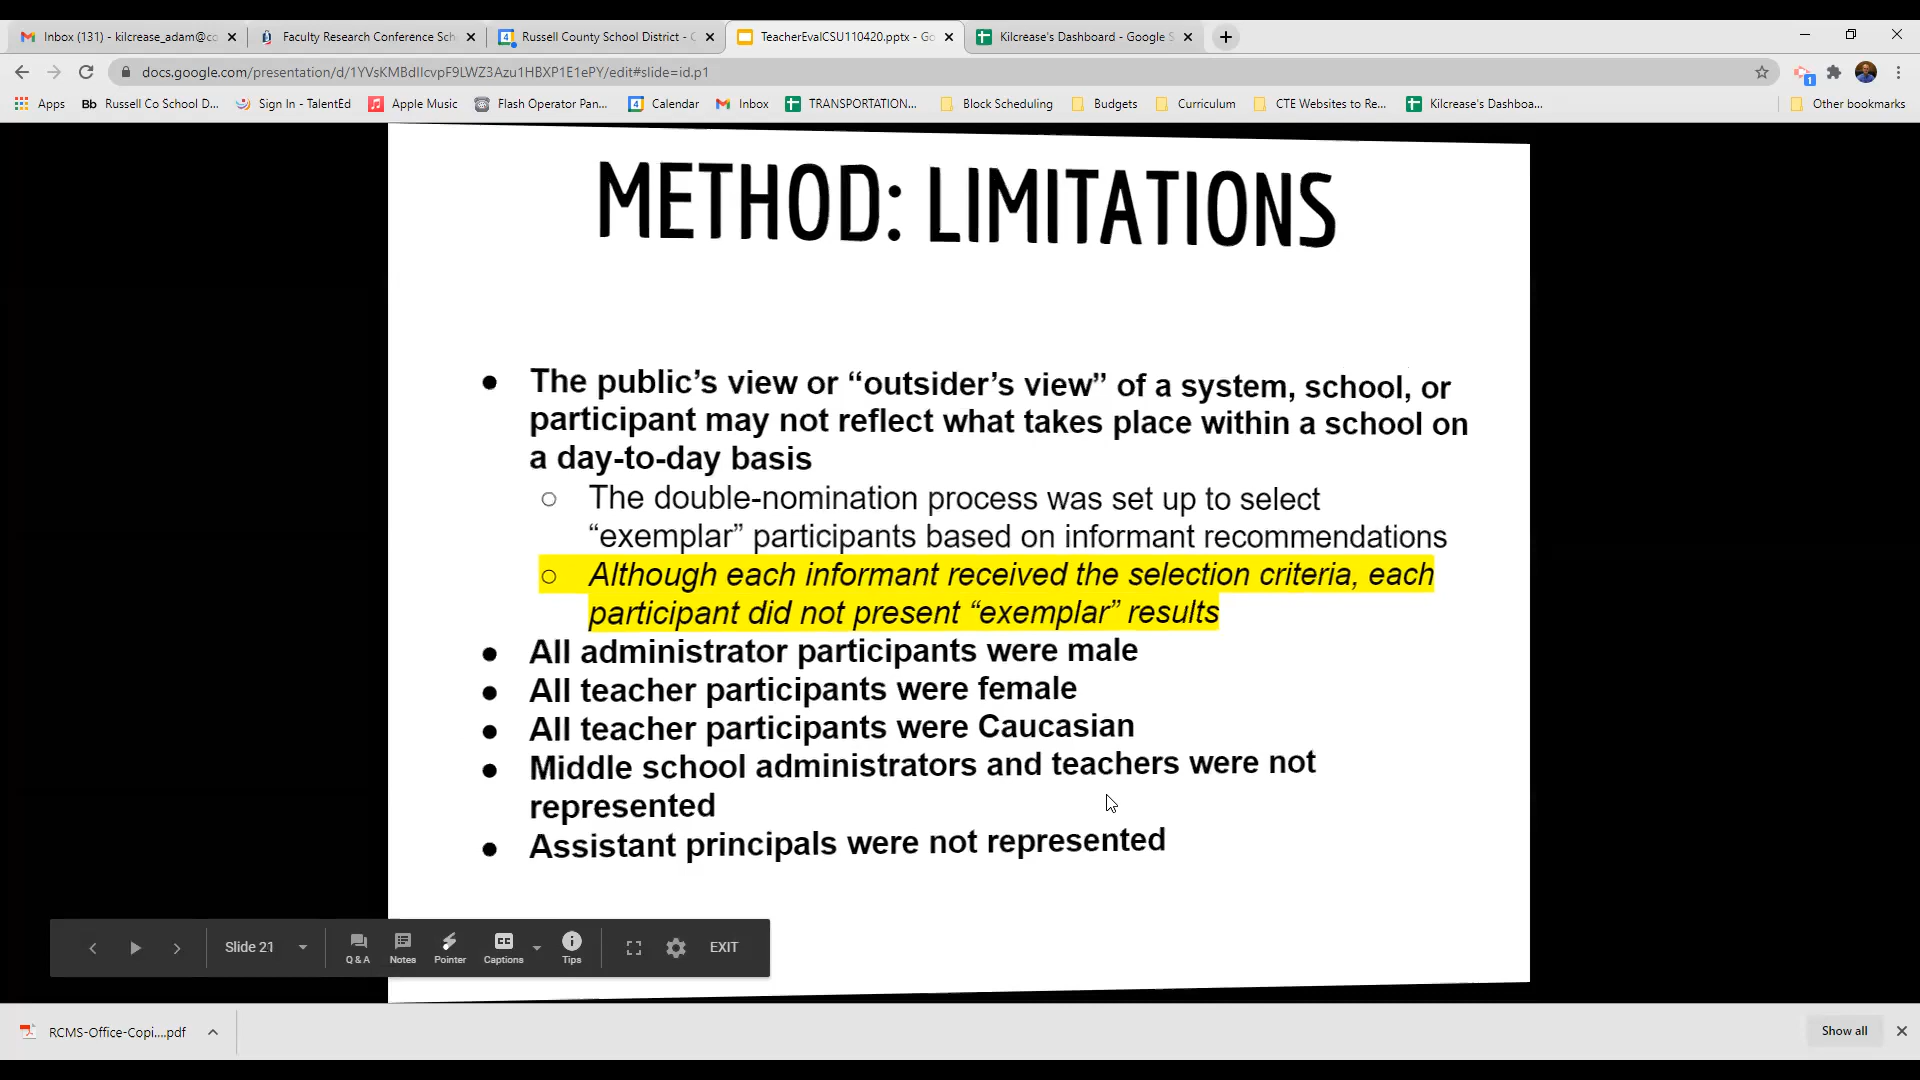 Inbox (131) - kilcrease_adam@co
Faculty Research Conference Sch
Russell County School District - C
TeacherEvalCSU110420.pptx - Go
Kilcrease's Dashboard - Google S
docs.google.com/presentation/d/1YVsKMBdIIcvpF9LWZ3Azu1HBXP1E1ePY/edit#slide=id.p1
1
Apps
Bb Russell Co School D...
Sign In - TalentEd
Apple Music
Flash Operator Pan...
4 Calendar
Inbox
TRANSPORTATION...
Block Scheduling
Budgets
Curriculum
CTE Websites to Re...
Kilcrease's Dashboa...
Other bookmarks
METHOD: LIMITATIONS
● The public's view or “outsider's view” of a system, school, or
participant may not reflect what takes place within a school on
a day-to-day basis
○ The double-nomination process was set up to select
“exemplar” participants based on informant recommendations
○ Although each informant received the selection criteria, each
participant did not present “exemplar” results
● All administrator participants were male
● All teacher participants were female
● All teacher participants were Caucasian
● Middle school administrators and teachers were not
represented
● Assistant principals were not represented
Slide 21
Q & A
Notes
Pointer
CC
Captions
Tips
EXIT
RCMS-Office-Copi....pdf
Show all